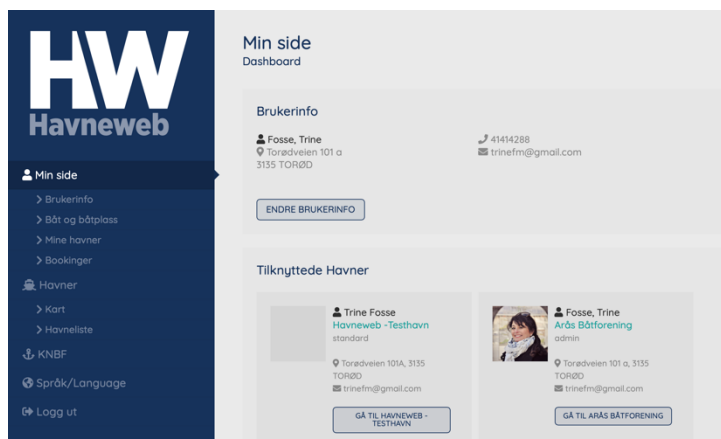 HW
Havneweb
Min side
Brukerinfo
Båt og båtplass
Mine havner
Bookinger
Havner
Kart
Havneliste
KNBF
Språk/Language
Logg ut
Min side
Dashboard
Brukerinfo
Fosse, Trine
Torødveien 101 a
3135 TORØD
41414288
trinefm@gmail.com
ENDRE BRUKERINFO
Tilknyttede Havner
Trine Fosse
Havneweb -Testhavn
standard
Torødveien 101A, 3135
TORØD
trinefm@gmail.com
GÅ TIL HAVNEWEB -
TESTHAVN
Fosse, Trine
Arås Båtforening
admin
Torødveien 101 a, 3135
TORØD
trinefm@gmail.com
GÅ TIL ARÅS BÅTFORENING